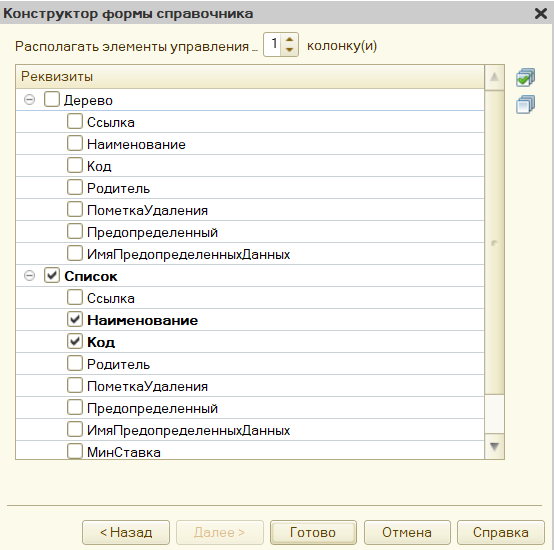 Конструктор формы справочника
Располагать элементы управления _ 1 колонку(и)
Реквизиты
Дерево
Ссылка
Наименование
Код
Родитель
ПометкаУдаления
Предопределенный
ИмяПредопределенныхДанных
Список
Ссылка
Наименование
Код
Родитель
ПометкаУдаления
Предопределенный
ИмяПредопределенныхДанных
МинСтавка
< Назад Далее > Готово Отмена Справка